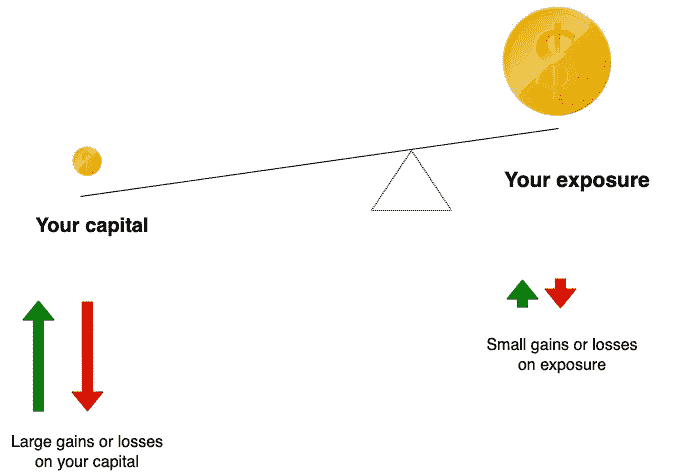 $
$
Your exposure
Your capital
Small gains or losses
on exposure
Large gains or losses
on your capital